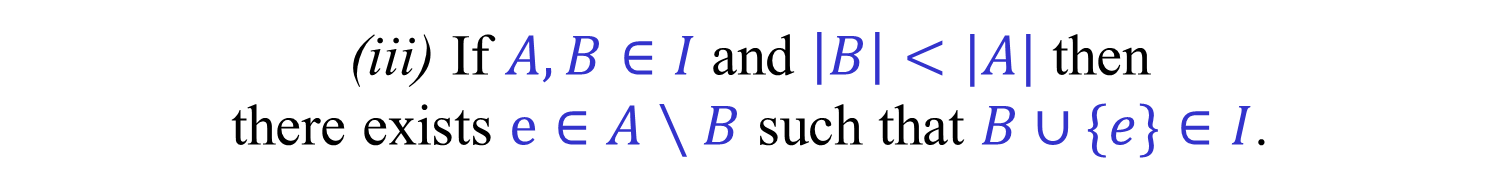 (iii) If A, B ∈ I and |B| < |A| then
there exists e ∈ A \ B such that B ∪ {e} ∈ I.